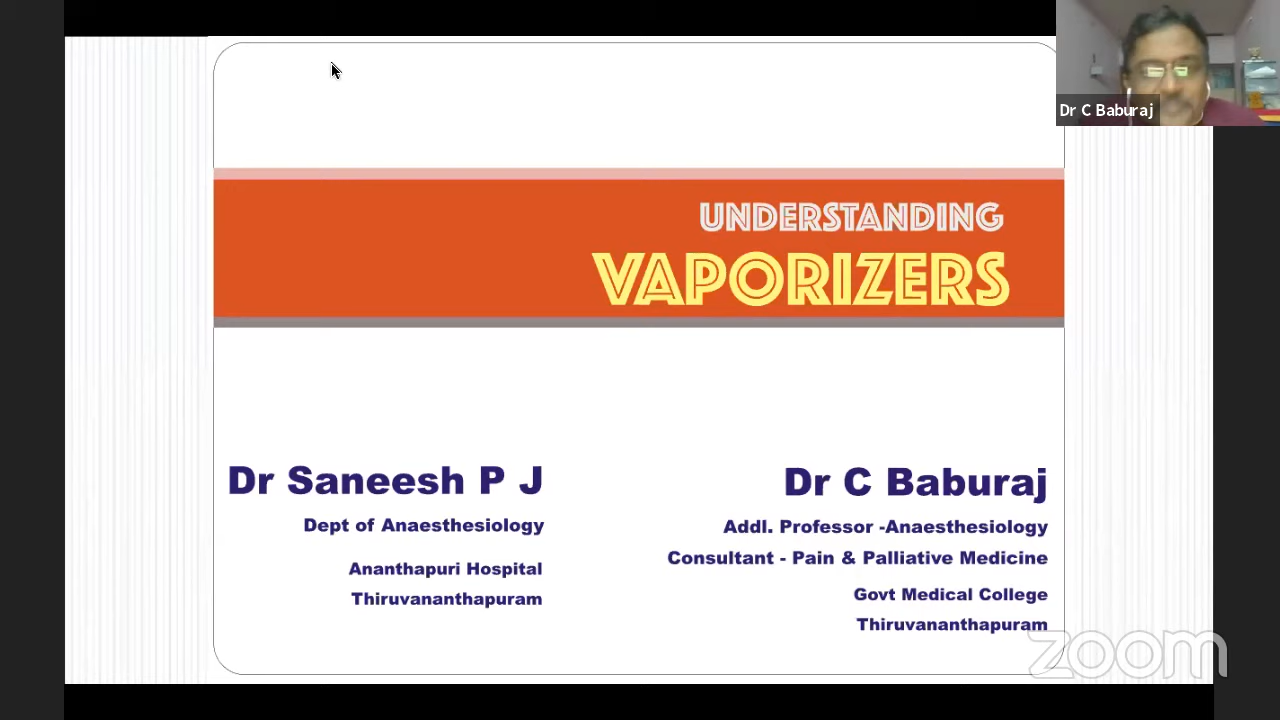 Dr C Baburaj
UNDERSTANDING
VAPORIZERS
Dr Saneesh P J
Dept of Anaesthesiology
Ananthapuri Hospital
Thiruvananthapuram
Dr C Baburaj
Addl. Professor -Anaesthesiology
Consultant - Pain & Palliative Medicine
Govt Medical College
Thiruvananthapuram
zoom